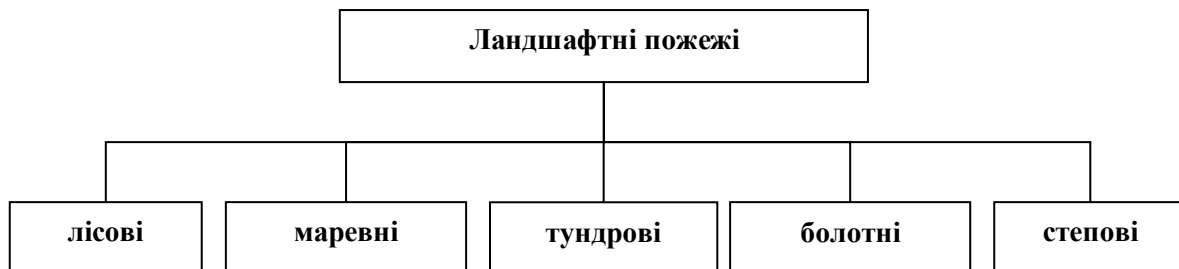 Ландшафтні пожежі
лісові
маревні
тундрові
болотні
степові